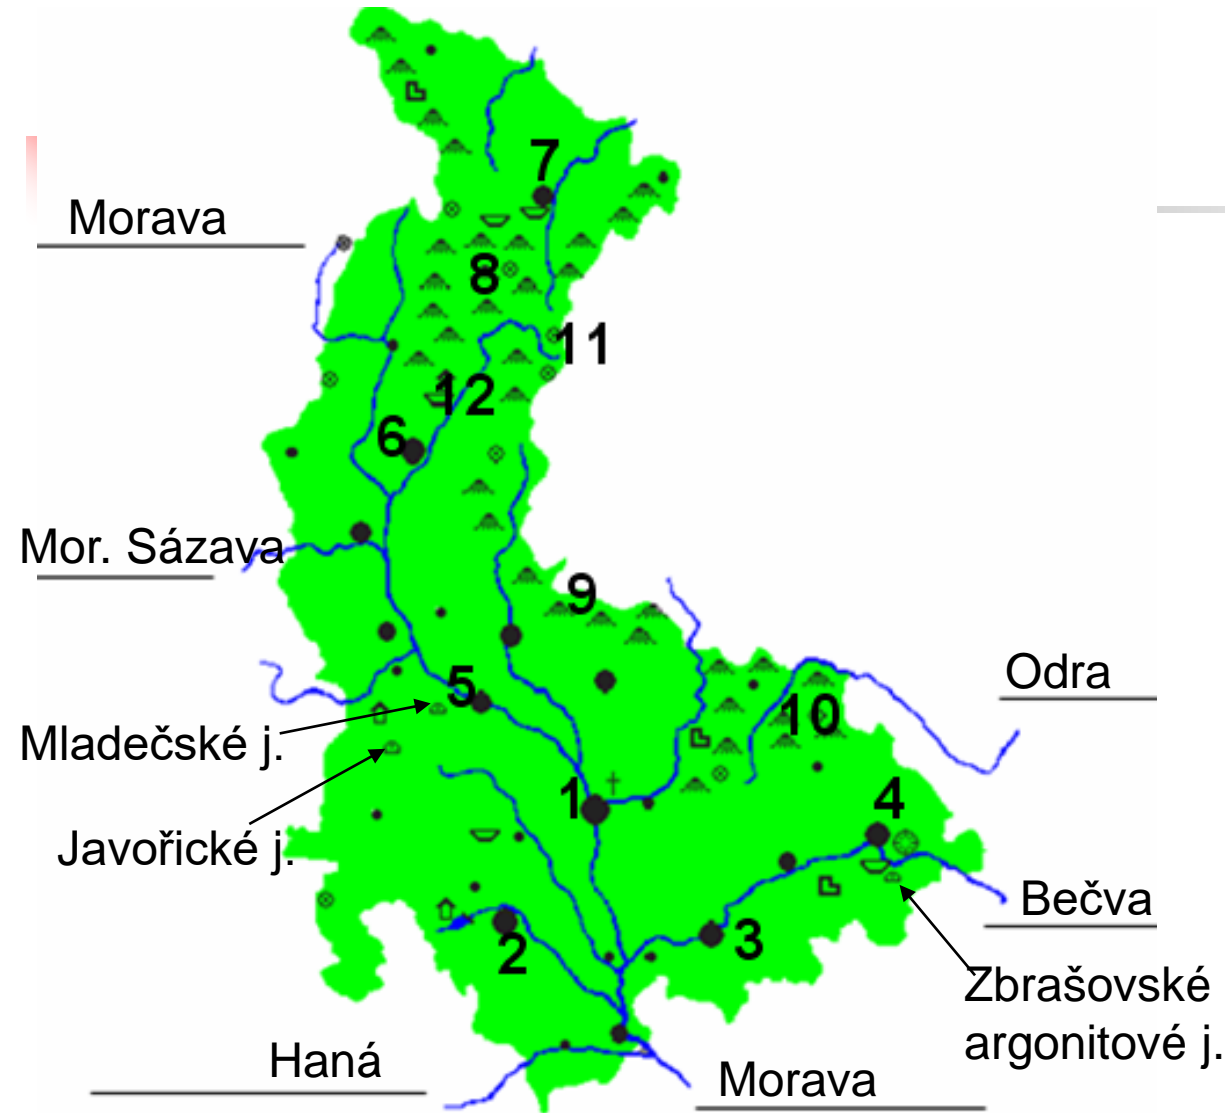 7
Morava
8
11
12
6
Mor. Sázava
9
5
Odra
10
Mladečské j.
1
4
Javořické j.
Bečva
3
2
Zbrašovské
argonitové j.
Haná
Morava